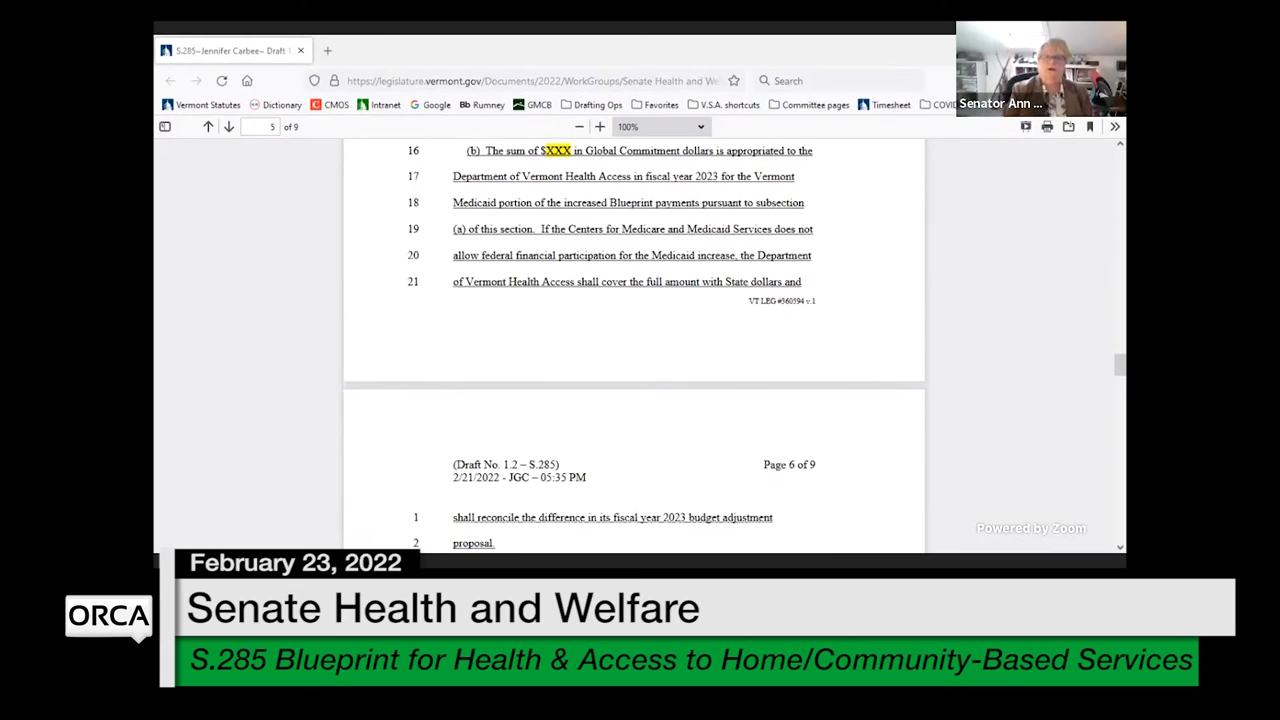 S.285~Jennifer Carbee~ Draft 1
https://legislature.vermont.gov/Documents/2022/WorkGroups/Senate Health and We
Search
Senator Ann ...
Vermont Statutes
Dictionary
CMOS
Intranet
Google
Bb Rumney
GMCB
Drafting Ops
Favorites
V.S.A. shortcuts
Committee pages
Timesheet
COVI
5 of 9
100%
16 (b) The sum of $XXX in Global Commitment dollars is appropriated to the
17 Department of Vermont Health Access in fiscal year 2023 for the Vermont
18 Medicaid portion of the increased Blueprint payments pursuant to subsection
19 (a) of this section. If the Centers for Medicare and Medicaid Services does not
20 allow federal financial participation for the Medicaid increase, the Department
21 of Vermont Health Access shall cover the full amount with State dollars and
VT LEG #360594 v.1
(Draft No. 1.2 – S.285) Page 6 of 9
2/21/2022 - JGC – 05:35 PM
1 shall reconcile the difference in its fiscal year 2023 budget adjustment
2 proposal.
Powered by Zoom
February 23, 2022
ORCA
Senate Health and Welfare
S.285 Blueprint for Health & Access to Home/Community-Based Services